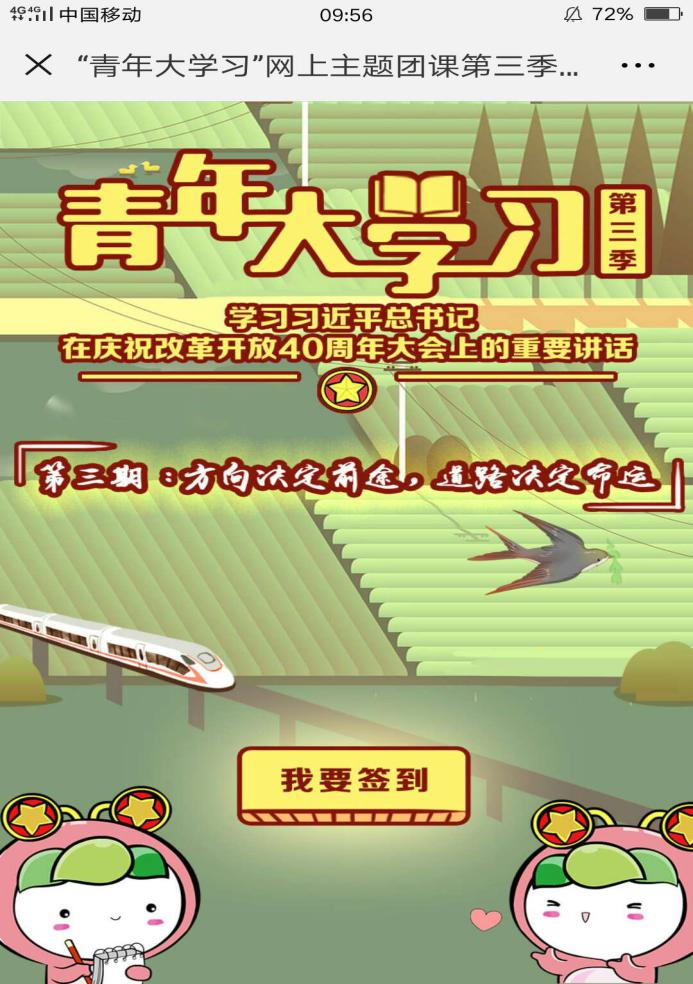 4G 4G 中国移动 09:56 72%
“青年大学习”网上主题团课第三季...
青年大学习 第三季
学习习近平总书记
在庆祝改革开放40周年大会上的重要讲话
第三期：方向决定前途，道路决定命运
我要签到